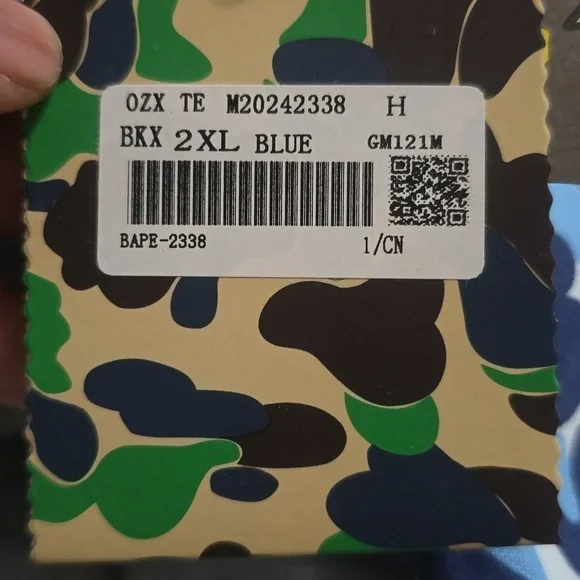 OZX TE M20242338 H
BKX 2XL BLUE GM121M
BAPE-2338 1/CN